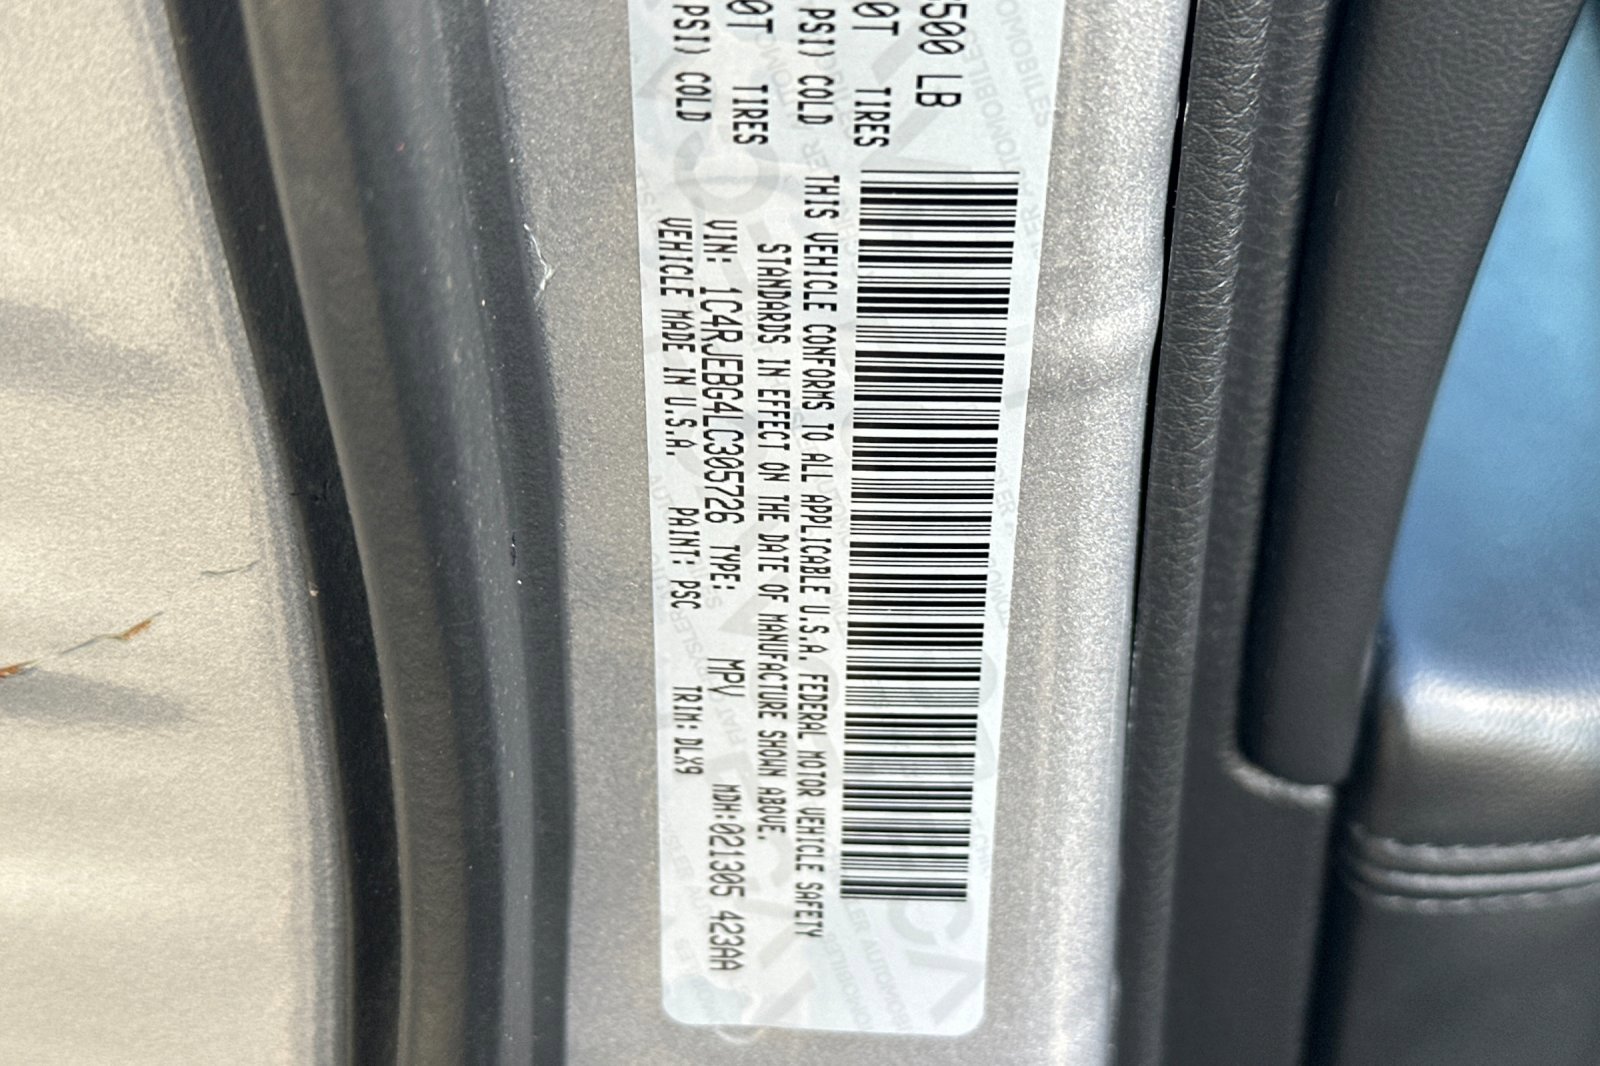 500 LB
0T TIRES
PSI) COLD
0T TIRES
PSI) COLD
THIS VEHICLE CONFORMS TO ALL APPLICABLE U.S.A. FEDERAL MOTOR VEHICLE SAFETY
STANDARDS IN EFFECT ON THE DATE OF MANUFACTURE SHOWN ABOVE.
VIN: 1C4RJEBG4LC305726 TYPE: MPV MDH:021305 423AA
VEHICLE MADE IN U.S.A. PAINT: PSC TRIM: DLX9